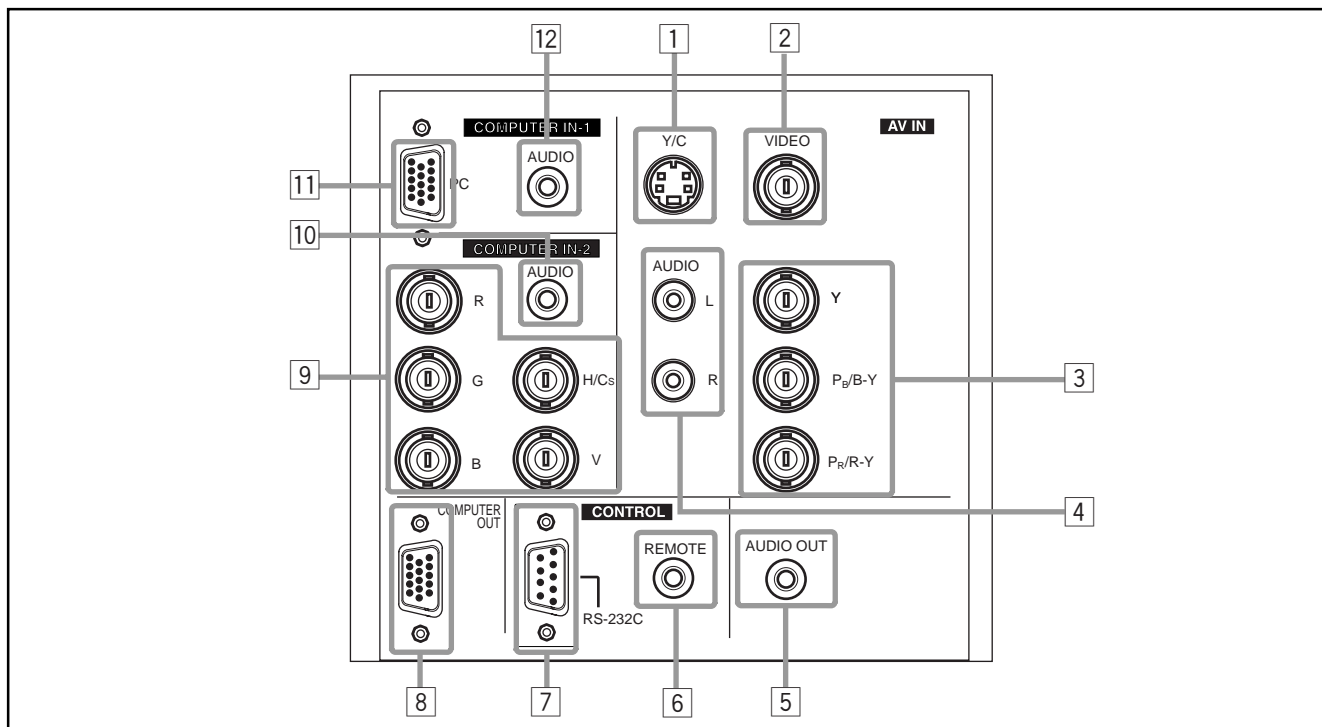 12
1
2
COMPUTER IN-1
AV IN
AUDIO
Y/C
VIDEO
11
PC
10
COMPUTER IN-2
AUDIO
AUDIO
R
L
Y
9
G
H/Cs
R
PB/B-Y
3
B
V
PR/R-Y
4
COMPUTER
OUT
CONTROL
REMOTE
AUDIO OUT
RS-232C
8
7
6
5